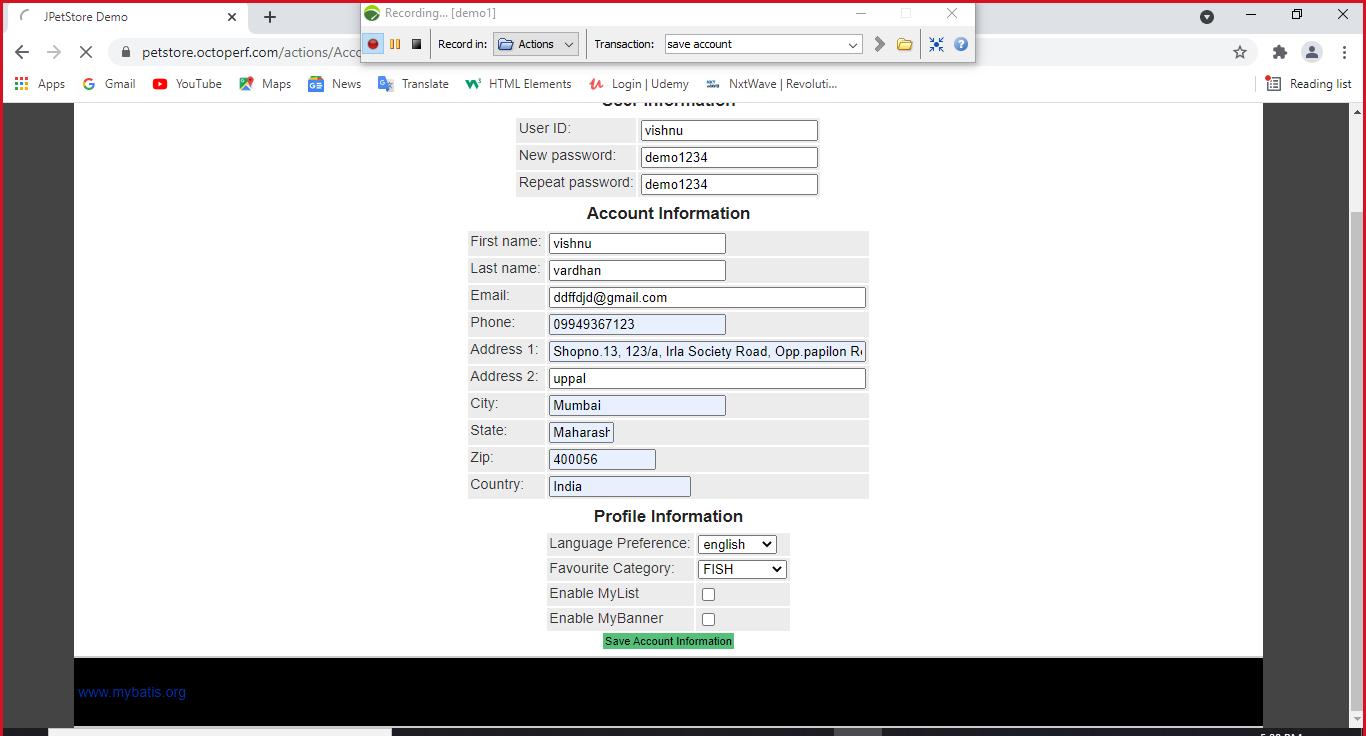 JPetStore Demo
Recording... [demo1]
Record in: Actions Transaction: save account
petstore.octoperf.com/actions/Acc
Apps Gmail YouTube Maps News Translate HTML Elements Login | Udemy NxtWave | Revoluti... Reading list
User Information
User ID: vishnu
New password: demo1234
Repeat password: demo1234
Account Information
First name: vishnu
Last name: vardhan
Email: ddffdjd@gmail.com
Phone: 09949367123
Address 1: Shopno.13, 123/a, Irla Society Road, Opp.papilon R
Address 2: uppal
City: Mumbai
State: Maharash
Zip: 400056
Country: India
Profile Information
Language Preference: english
Favourite Category: FISH
Enable MyList
Enable MyBanner
Save Account Information
www.mybatis.org